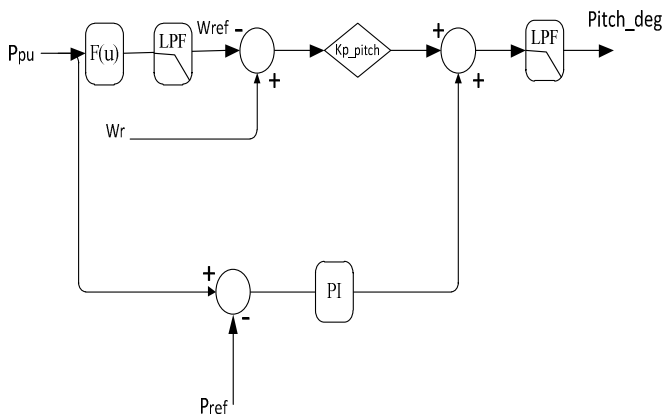 Pitch_deg
Wref
-
+
+
Ppu
F(u)
LPF
Kp_pitch
LPF
+
+
Wr
+
PI
-
Pref